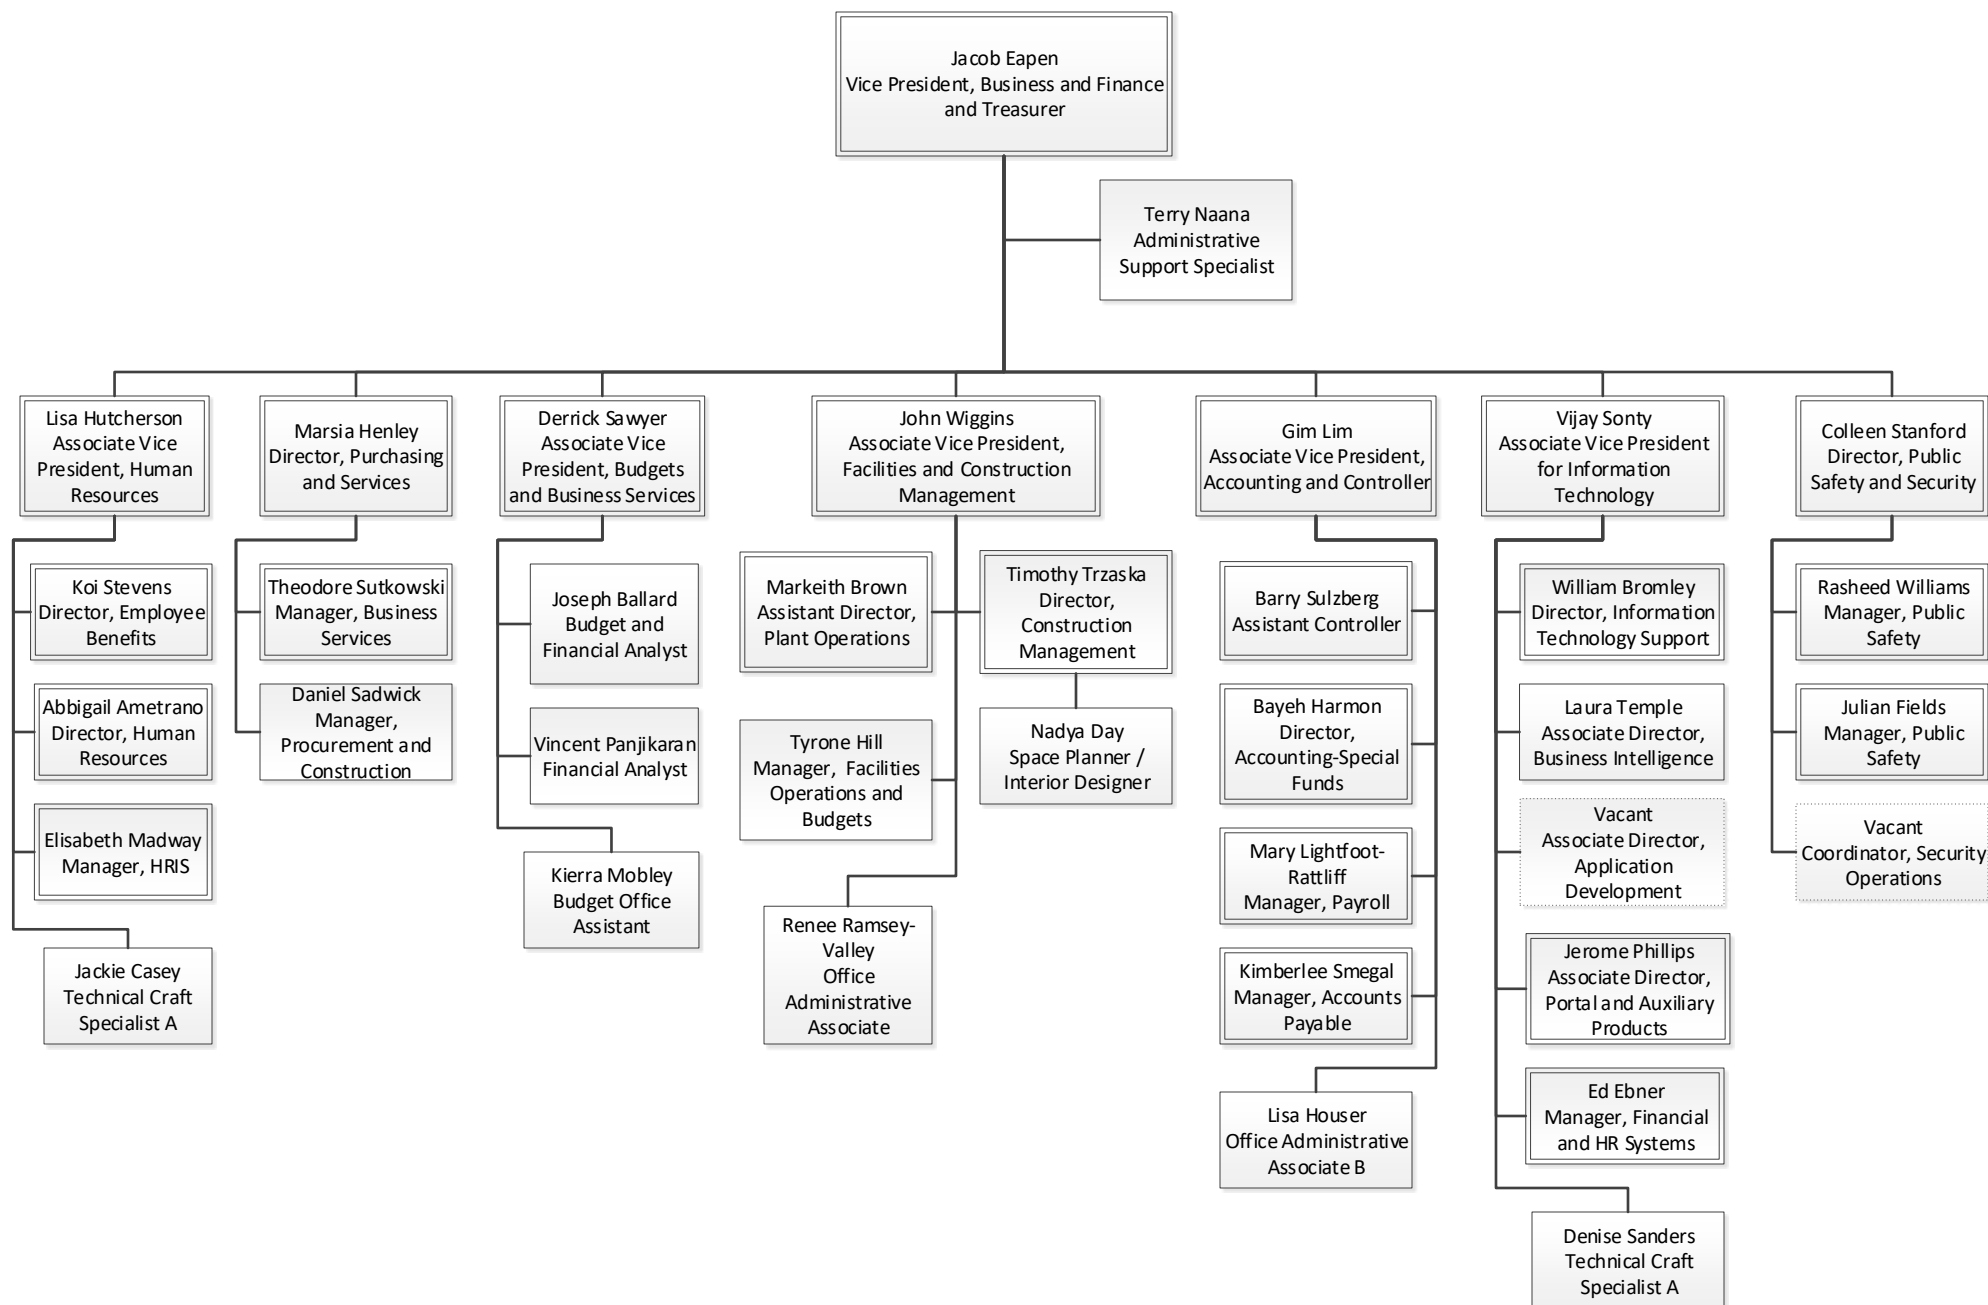 Jacob Eapen
Vice President, Business and Finance
and Treasurer
Terry Naana
Administrative
Support Specialist
Lisa Hutcherson
Associate Vice
President, Human
Resources
Marsia Henley
Director, Purchasing
and Services
Derrick Sawyer
Associate Vice
President, Budgets
and Business Services
John Wiggins
Associate Vice President,
Facilities and Construction
Management
Gim Lim
Associate Vice President,
Accounting and Controller
Vijay Sonty
Associate Vice President
for Information
Technology
Colleen Stanford
Director, Public
Safety and Security
Koi Stevens
Director, Employee
Benefits
Abbigail Ametrano
Director, Human
Resources
Elisabeth Madway
Manager, HRIS
Jackie Casey
Technical Craft
Specialist A
Theodore Sutkowski
Manager, Business
Services
Daniel Sadwick
Manager,
Procurement and
Construction
Joseph Ballard
Budget and
Financial Analyst
Vincent Panjikaran
Financial Analyst
Kierra Mobley
Budget Office
Assistant
Markeith Brown
Assistant Director,
Plant Operations
Tyrone Hill
Manager, Facilities
Operations and
Budgets
Renee Ramsey-
Valley
Office
Administrative
Associate
Timothy Trzaska
Director,
Construction
Management
Nadya Day
Space Planner /
Interior Designer
Barry Sulzberg
Assistant Controller
Bayeh Harmon
Director,
Accounting-Special
Funds
Mary Lightfoot-
Rattliff
Manager, Payroll
Kimberlee Smegal
Manager, Accounts
Payable
Lisa Houser
Office Administrative
Associate B
William Bromley
Director, Information
Technology Support
Laura Temple
Associate Director,
Business Intelligence
Vacant
Associate Director,
Application
Development
Jerome Phillips
Associate Director,
Portal and Auxiliary
Products
Ed Ebner
Manager, Financial
and HR Systems
Denise Sanders
Technical Craft
Specialist A
Rasheed Williams
Manager, Public
Safety
Julian Fields
Manager, Public
Safety
Vacant
Coordinator, Security
Operations